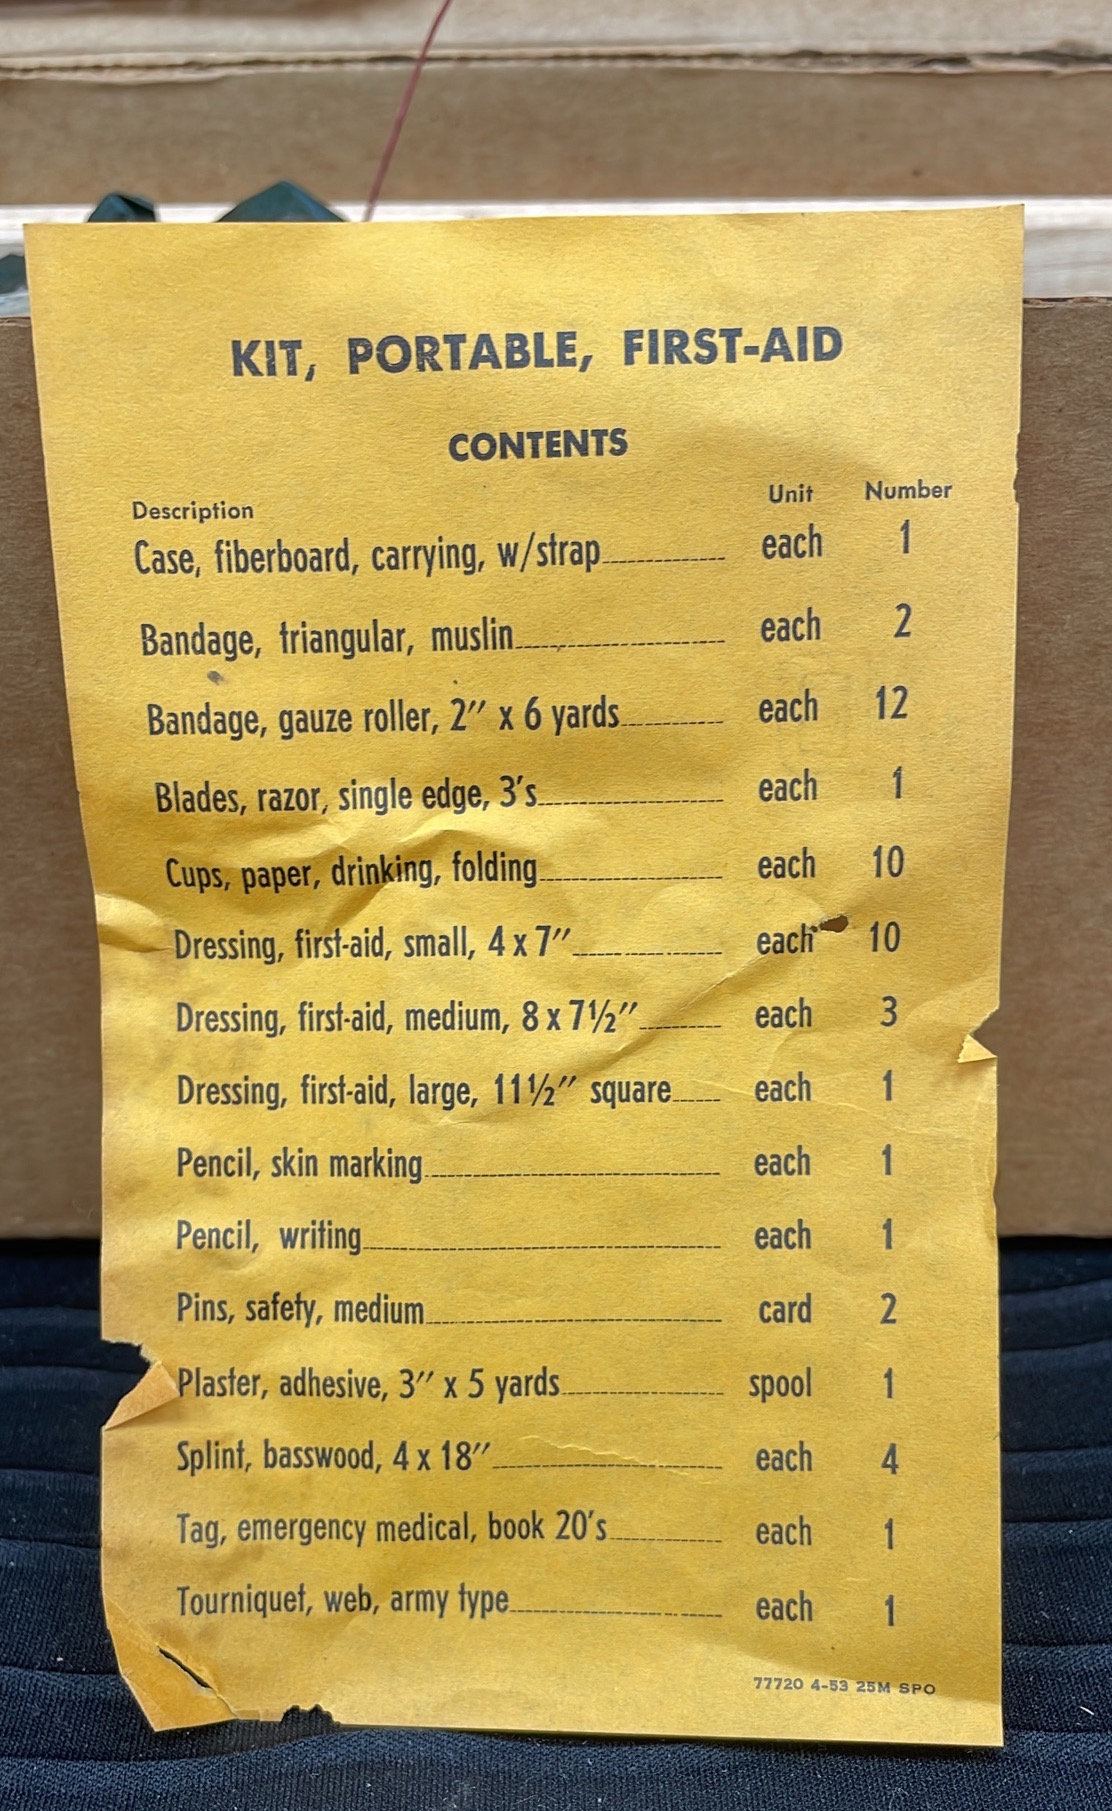 KIT, PORTABLE, FIRST-AID
CONTENTS
Description Unit Number
Case, fiberboard, carrying, w/strap each 1
Bandage, triangular, muslin each 2
Bandage, gauze roller, 2" x 6 yards each 12
Blades, razor, single edge, 3's each 1
Cups, paper, drinking, folding each 10
Dressing, first-aid, small, 4 x 7" each 10
Dressing, first-aid, medium, 8 x 7½" each 3
Dressing, first-aid, large, 11½" square each 1
Pencil, skin marking each 1
Pencil, writing each 1
Pins, safety, medium card 2
Plaster, adhesive, 3" x 5 yards spool 1
Splint, basswood, 4 x 18" each 4
Tag, emergency medical, book 20's each 1
Tourniquet, web, army type each 1
77720 4-53 25M SPO